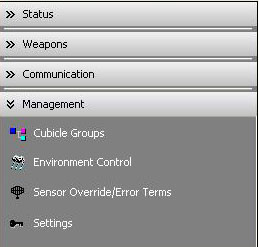 Status
Weapons
Communication
Management
Cubicle Groups
Environment Control
Sensor Override/Error Terms
Settings